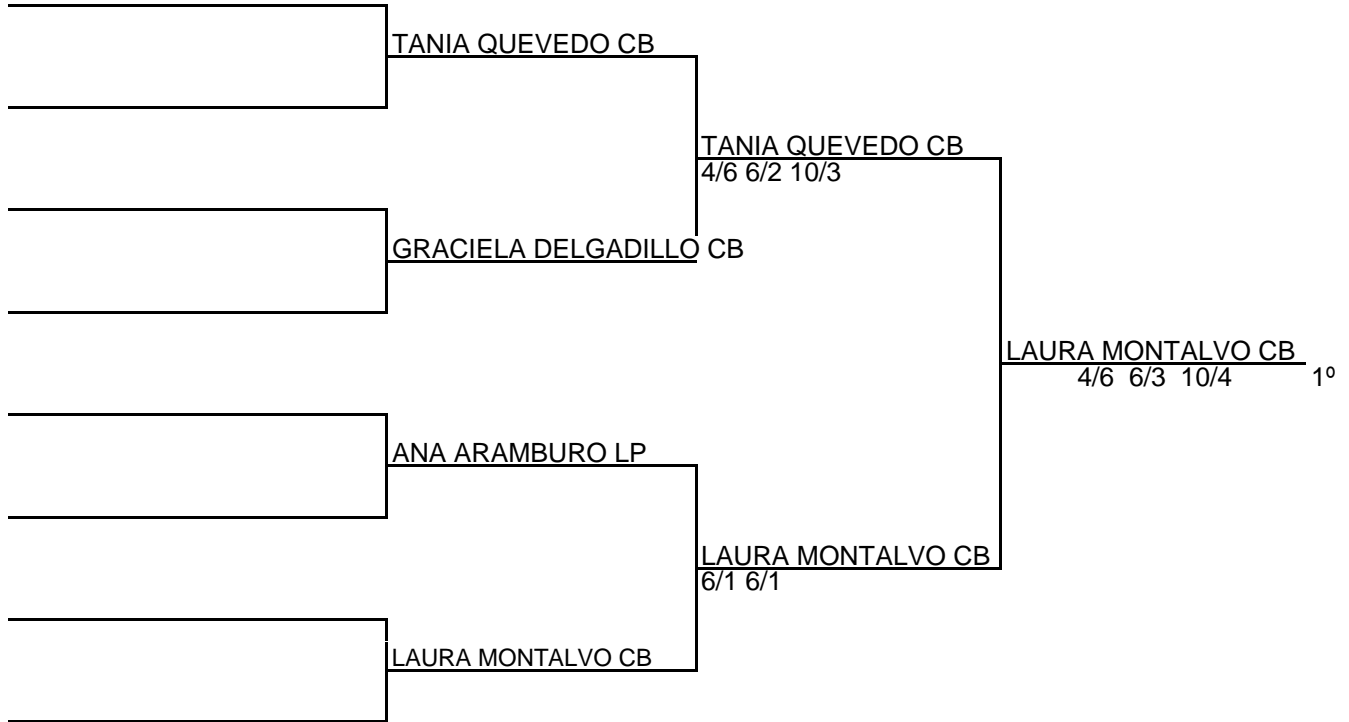 TANIA QUEVEDO CB
TANIA QUEVEDO CB
4/6 6/2 10/3
GRACIELA DELGADILLO CB
LAURA MONTALVO CB
4/6 6/3 10/4 1º
ANA ARAMBURO LP
LAURA MONTALVO CB
6/1 6/1
LAURA MONTALVO CB